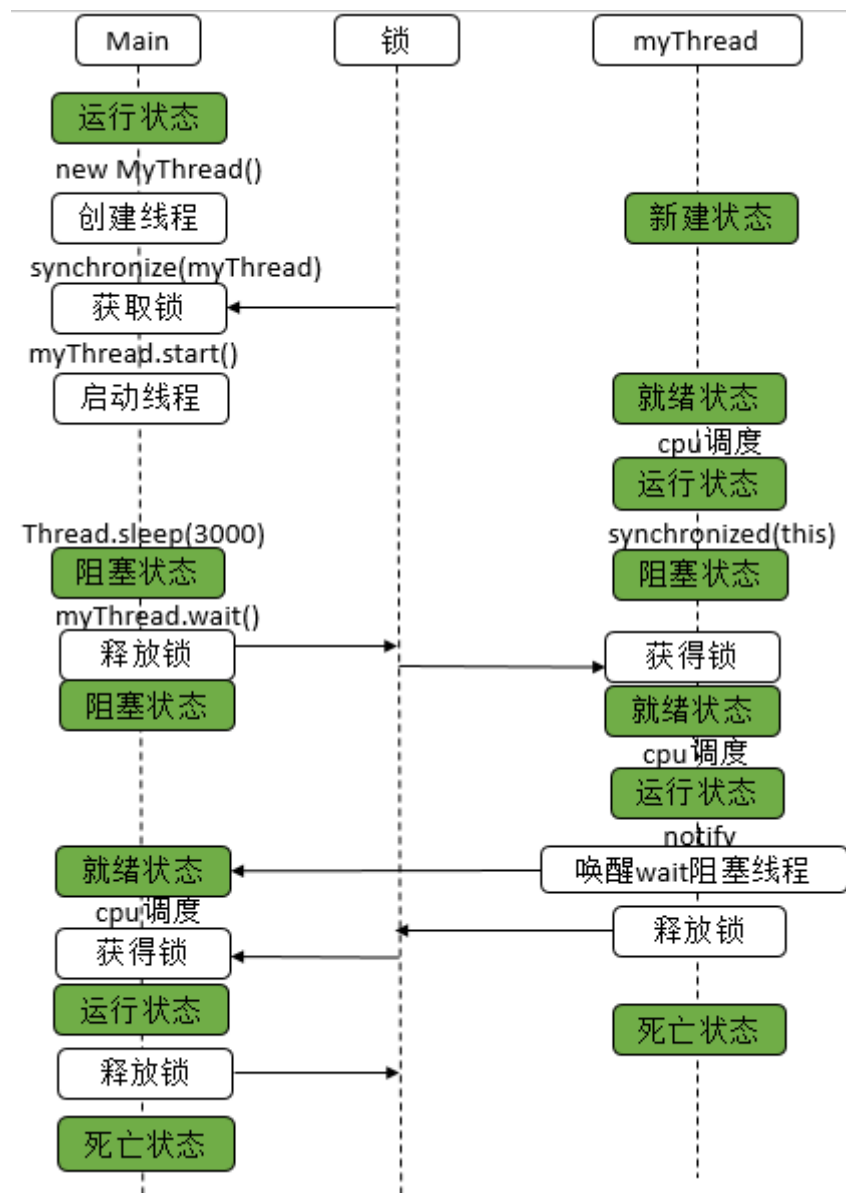 Main
锁
myThread
运行状态
new MyThread()
创建线程
新建状态
synchronize(myThread)
获取锁
myThread.start()
启动线程
就绪状态
cpu调度
运行状态
Thread.sleep(3000)
synchronized(this)
阻塞状态
阻塞状态
myThread.wait()
释放锁
获得锁
阻塞状态
就绪状态
cpu调度
运行状态
notify
就绪状态
唤醒wait阻塞线程
cpu调度
释放锁
获得锁
运行状态
死亡状态
释放锁
死亡状态